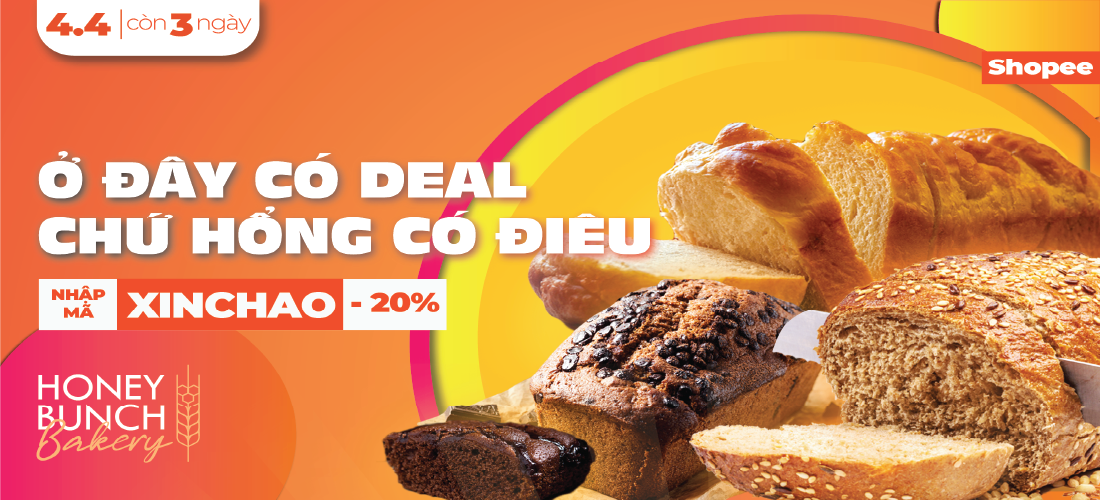 4.4 | còn 3 ngày
Shopee
Ở ĐÂY CÓ DEAL
CHỨ HỔNG CÓ ĐIÊU
NHẬP
MÃ
XINCHAO - 20%
HONEY
BUNCH
Bakery